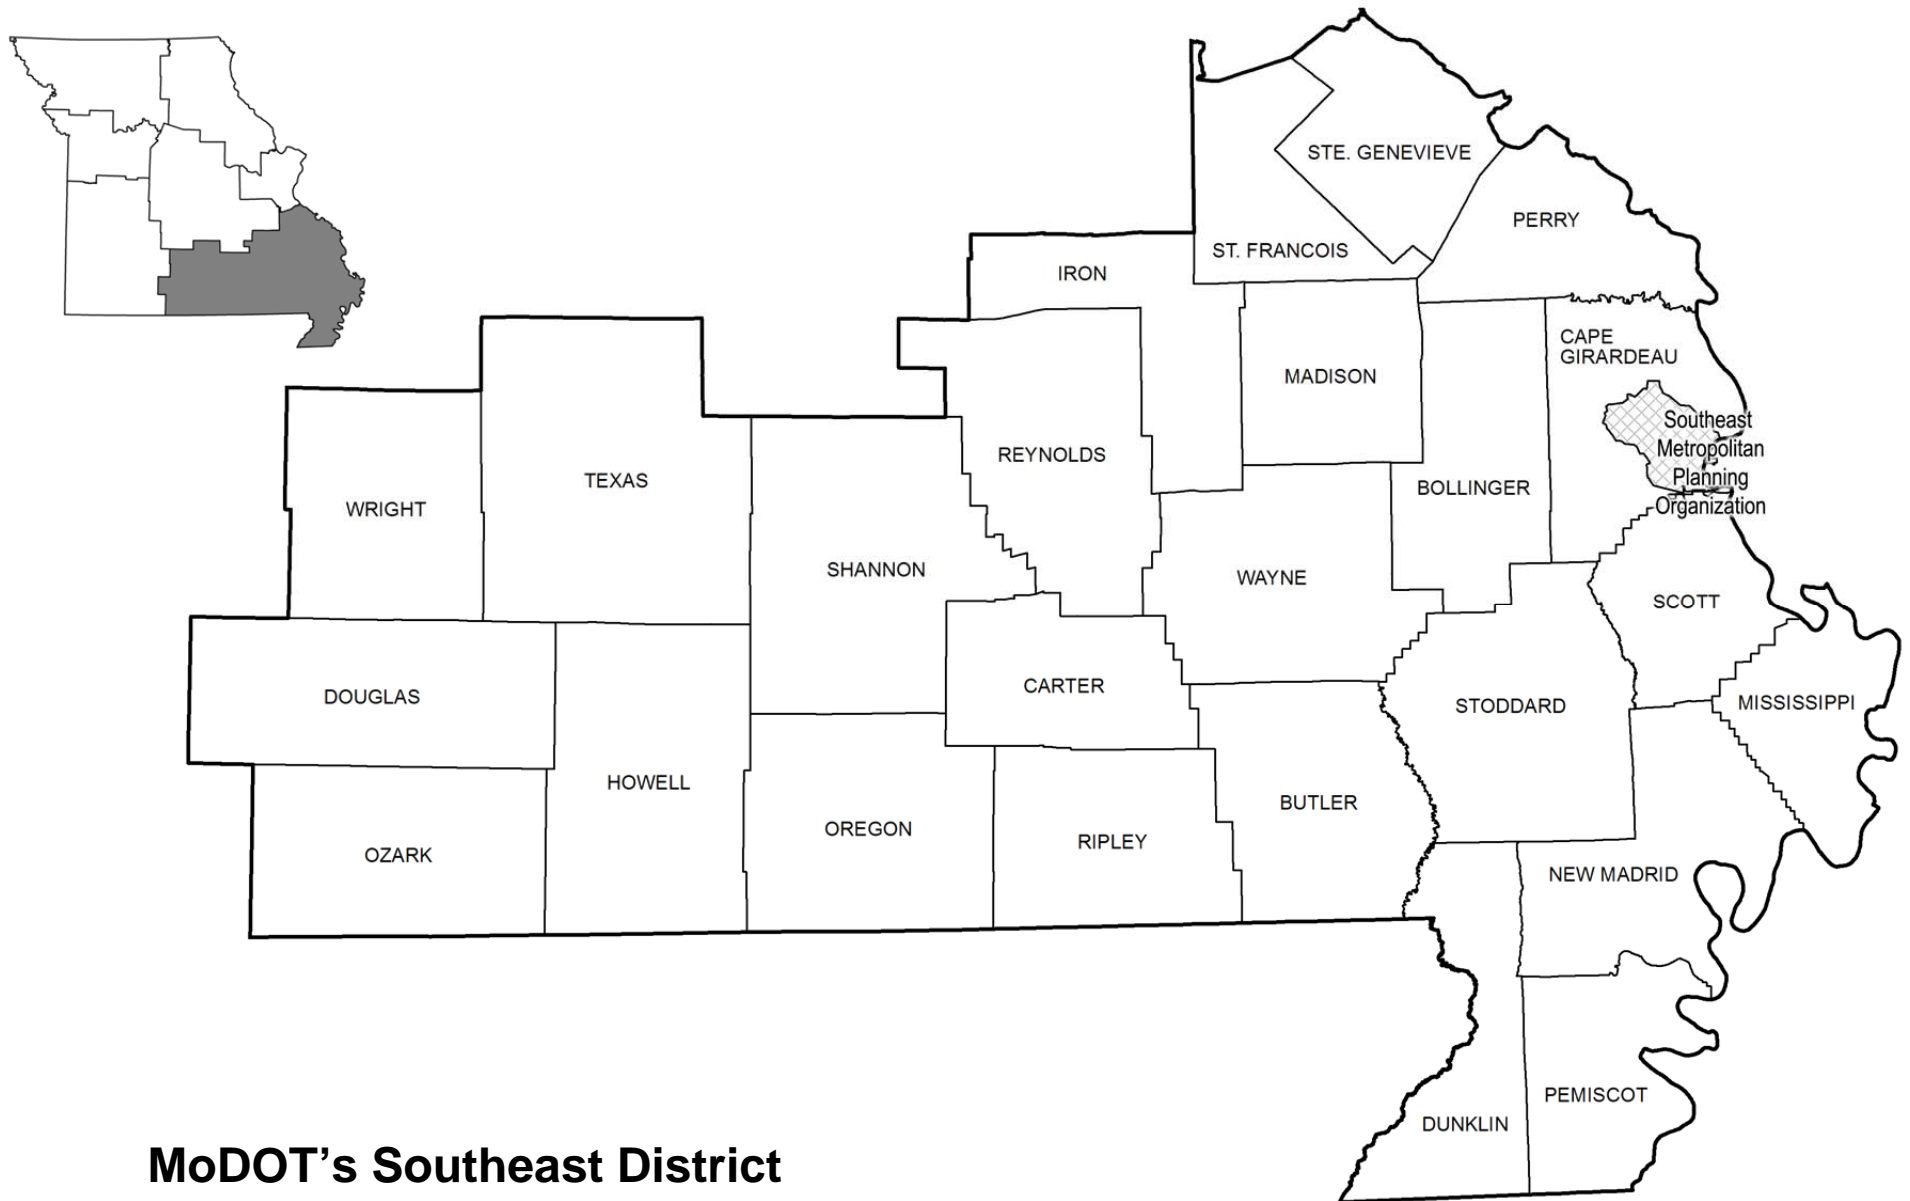 STE. GENEVIEVE
PERRY
ST. FRANCOIS
IRON
CAPE
GIRARDEAU
MADISON
Southeast
Metropolitan
Planning
Organization
REYNOLDS
TEXAS
BOLLINGER
WRIGHT
SHANNON
WAYNE
SCOTT
CARTER
DOUGLAS
STODDARD
MISSISSIPPI
HOWELL
BUTLER
OREGON
RIPLEY
OZARK
NEW MADRID
PEMISCOT
DUNKLIN
MoDOT’s Southeast District